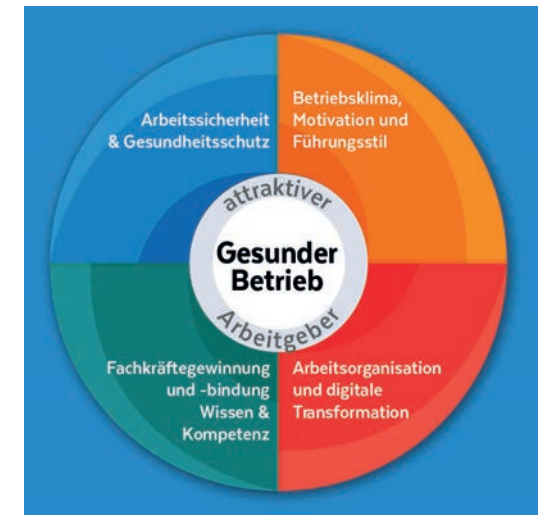 Arbeitssicherheit
& Gesundheitsschutz
Betriebsklima,
Motivation und
Führungsstil
attraktiver
Gesunder
Betrieb
Arbeitgeber
Fachkräftegewinnung
und -bindung
Wissen &
Kompetenz
Arbeitsorganisation
und digitale
Transformation